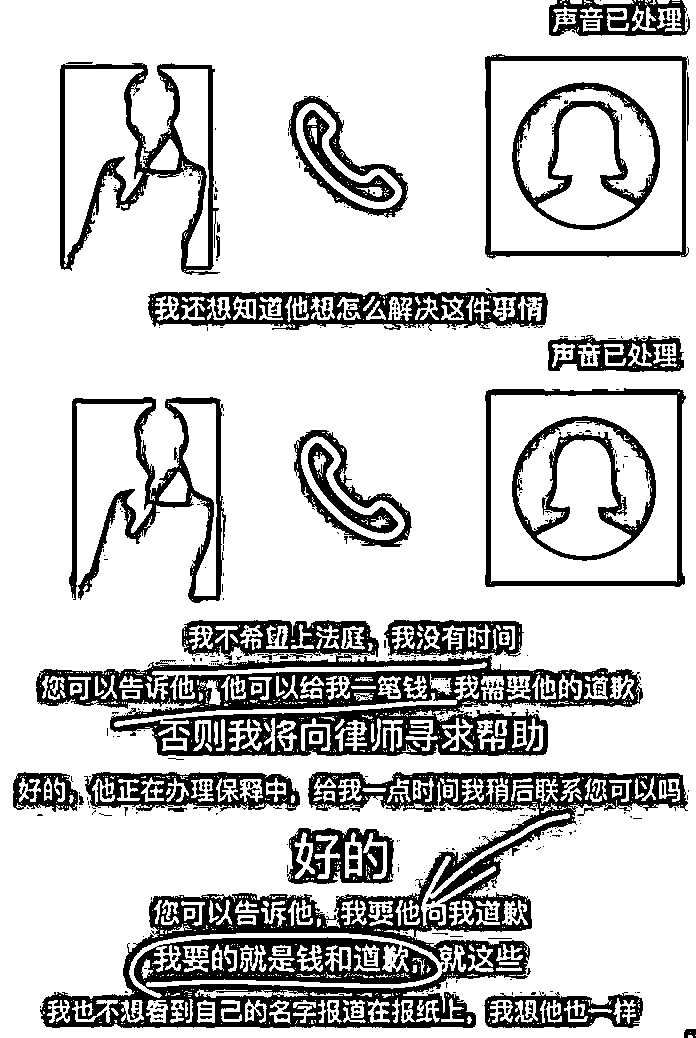 声音已处理
我还想知道他想怎么解决这件事情
声音已处理
我不希望上法庭，我没有时间
您可以告诉他，他可以给我一笔钱，我需要他的道歉
否则我将向律师寻求帮助
好的，他正在办理保释中，给我一点时间我稍后联系您可以吗
好的
您可以告诉他，我要他向我道歉
我要的就是钱和道歉，就这些
我也不想看到自己的名字报道在报纸上，我想他也一样